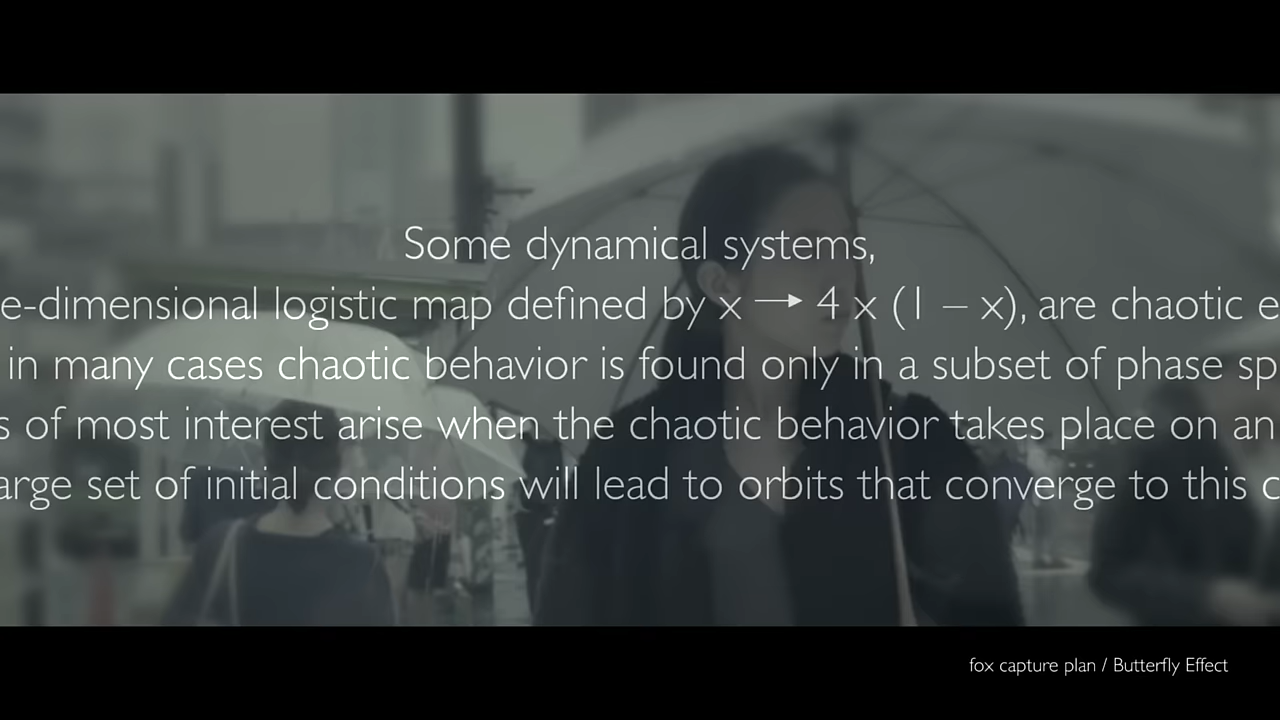 Some dynamical systems,
e-dimensional logistic map defined by x → 4 x (1 – x), are chaotic e
in many cases chaotic behavior is found only in a subset of phase sp
s of most interest arise when the chaotic behavior takes place on an
arge set of initial conditions will lead to orbits that converge to this c
fox capture plan / Butterfly Effect